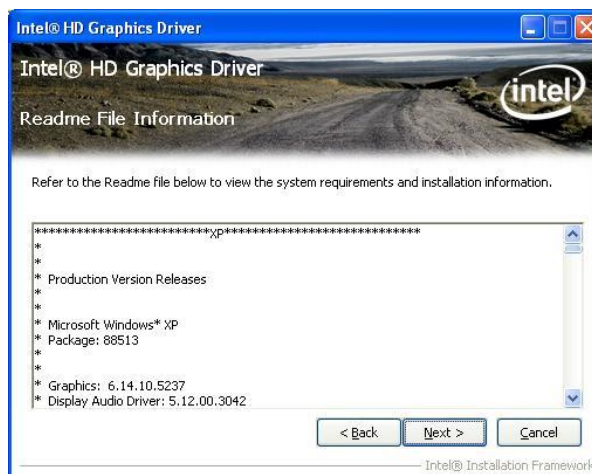 Intel® HD Graphics Driver
Intel® HD Graphics Driver
intel®
Readme File Information
Refer to the Readme file below to view the system requirements and installation information.
*************************XP****************************
*
*
* Production Version Releases
*
*
* Microsoft Windows* XP
* Package: 88513
*
*
* Graphics: 6.14.10.5237
* Display Audio Driver: 5.12.00.3042
< Back
Next >
Cancel
Intel® Installation Framework